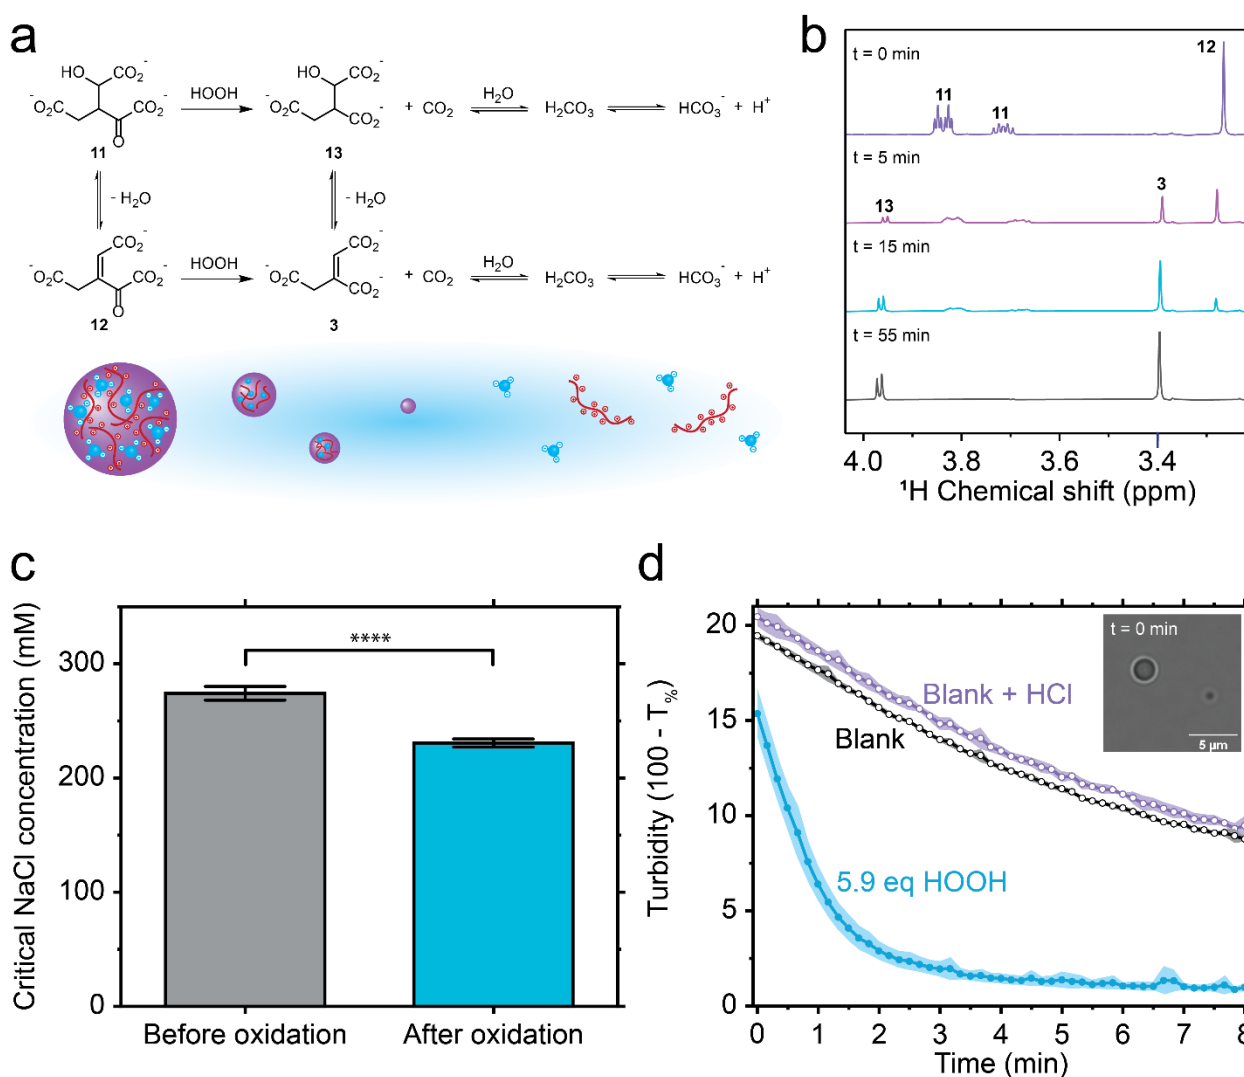 a
HO CO₂⁻
⁻O₂C CO₂⁻
O
11
HOOH
HO CO₂⁻
⁻O₂C CO₂⁻
13
+ CO₂
H₂O
H₂CO₃
HCO₃⁻ + H⁺
- H₂O
- H₂O
CO₂⁻
⁻O₂C CO₂⁻
O
12
HOOH
CO₂⁻
⁻O₂C CO₂⁻
3
+ CO₂
H₂O
H₂CO₃
HCO₃⁻ + H⁺
b
t = 0 min
11
11
12
t = 5 min
13
3
t = 15 min
t = 55 min
4.0 3.8 3.6 3.4
¹H Chemical shift (ppm)
c
Critical NaCl concentration (mM)
300
200
100
0
****
Before oxidation
After oxidation
d
Turbidity (100 - T%)
20
15
10
5
0
t = 0 min
5 µm
Blank + HCl
Blank
5.9 eq HOOH
0 1 2 3 4 5 6 7 8
Time (min)